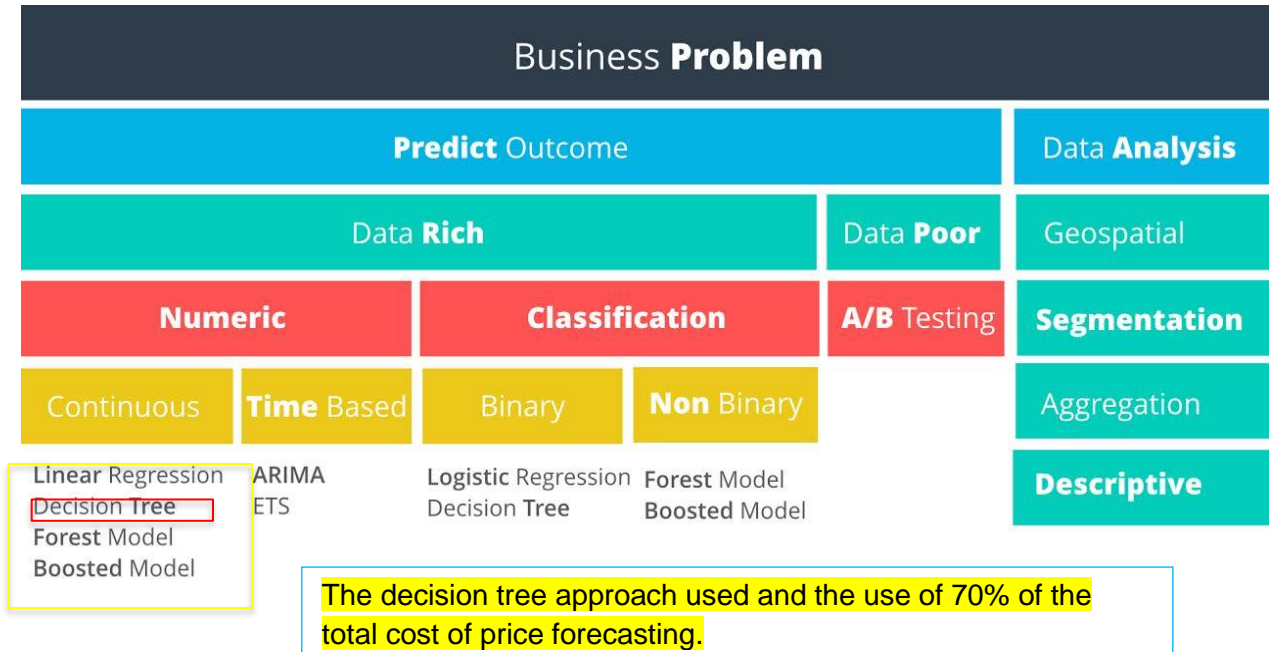 Business Problem
Predict Outcome
Data Analysis
Data Rich
Data Poor
Geospatial
Numeric
Classification
A/B Testing
Segmentation
Continuous
Time Based
Binary
Non Binary
Aggregation
Linear Regression
Decision Tree
Forest Model
Boosted Model
ARIMA
ETS
Logistic Regression
Decision Tree
Forest Model
Boosted Model
Descriptive
The decision tree approach used and the use of 70% of the
total cost of price forecasting.